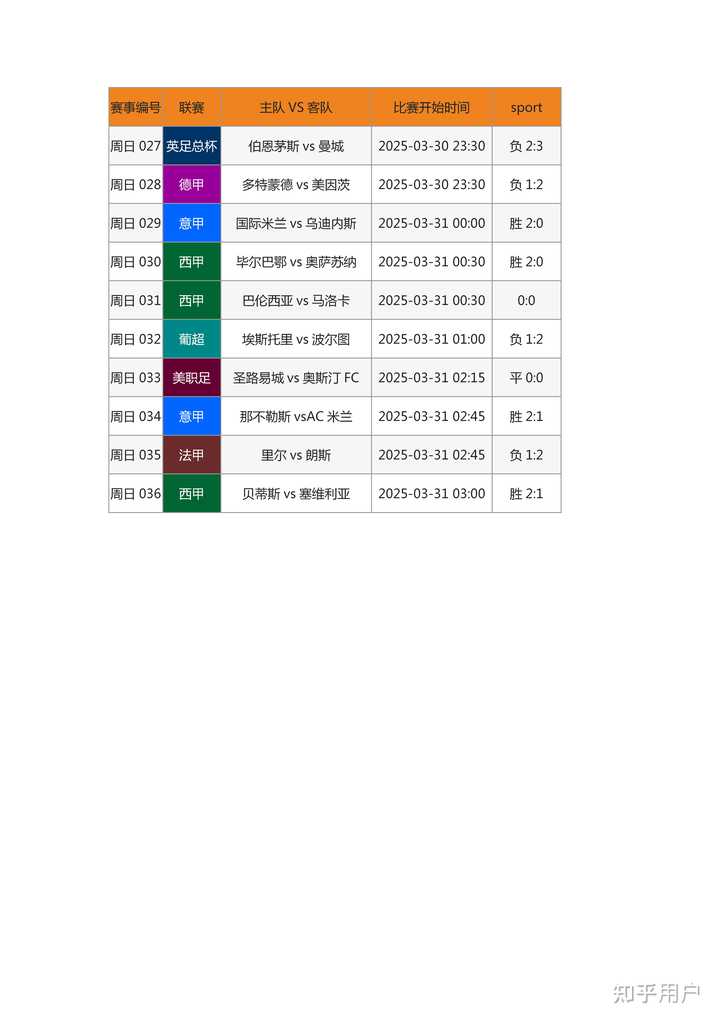 赛事编号 联赛 主队 VS 客队 比赛开始时间 sport
周日 027 英足总杯 伯恩茅斯 vs 曼城 2025-03-30 23:30 负 2:3
周日 028 德甲 多特蒙德 vs 美因茨 2025-03-30 23:30 负 1:2
周日 029 意甲 国际米兰 vs 乌迪内斯 2025-03-31 00:00 胜 2:0
周日 030 西甲 毕尔巴鄂 vs 奥萨苏纳 2025-03-31 00:30 胜 2:0
周日 031 西甲 巴伦西亚 vs 马洛卡 2025-03-31 00:30 0:0
周日 032 葡超 埃斯托里 vs 波尔图 2025-03-31 01:00 负 1:2
周日 033 美职足 圣路易城 vs 奥斯汀 FC 2025-03-31 02:15 平 0:0
周日 034 意甲 那不勒斯 vsAC 米兰 2025-03-31 02:45 胜 2:1
周日 035 法甲 里尔 vs 朗斯 2025-03-31 02:45 负 1:2
周日 036 西甲 贝蒂斯 vs 塞维利亚 2025-03-31 03:00 胜 2:1
知乎用户